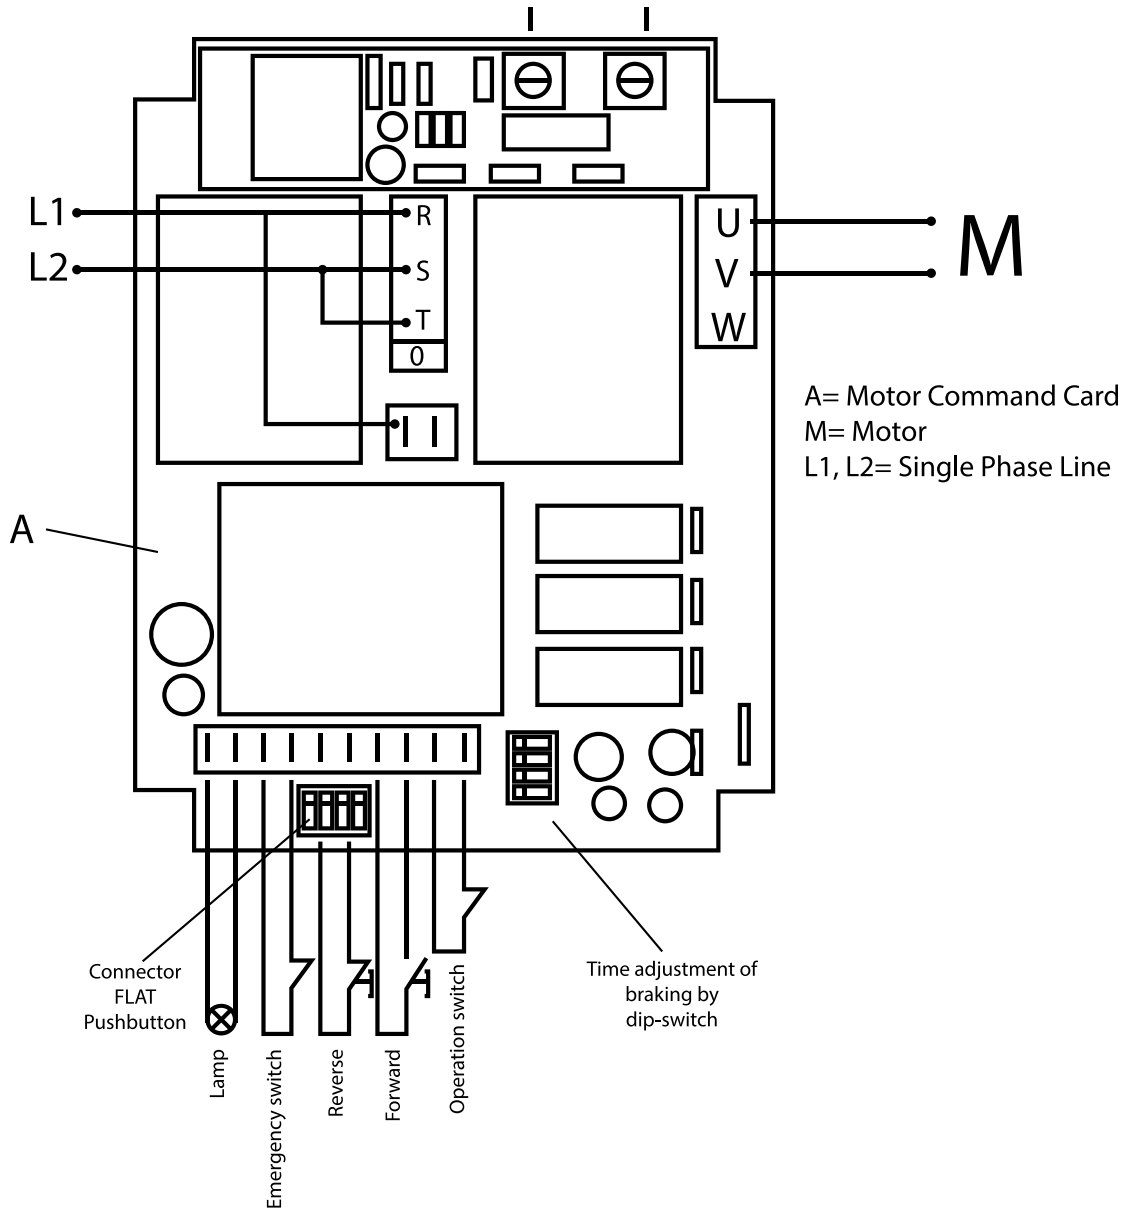 L1
L2
R
S
T
0
U
V
W
M
A= Motor Command Card
M= Motor
L1, L2= Single Phase Line
A
Connector
FLAT
Pushbutton
Time adjustment of
braking by
dip-switch
Lamp
Emergency switch
Reverse
Forward
Operation switch